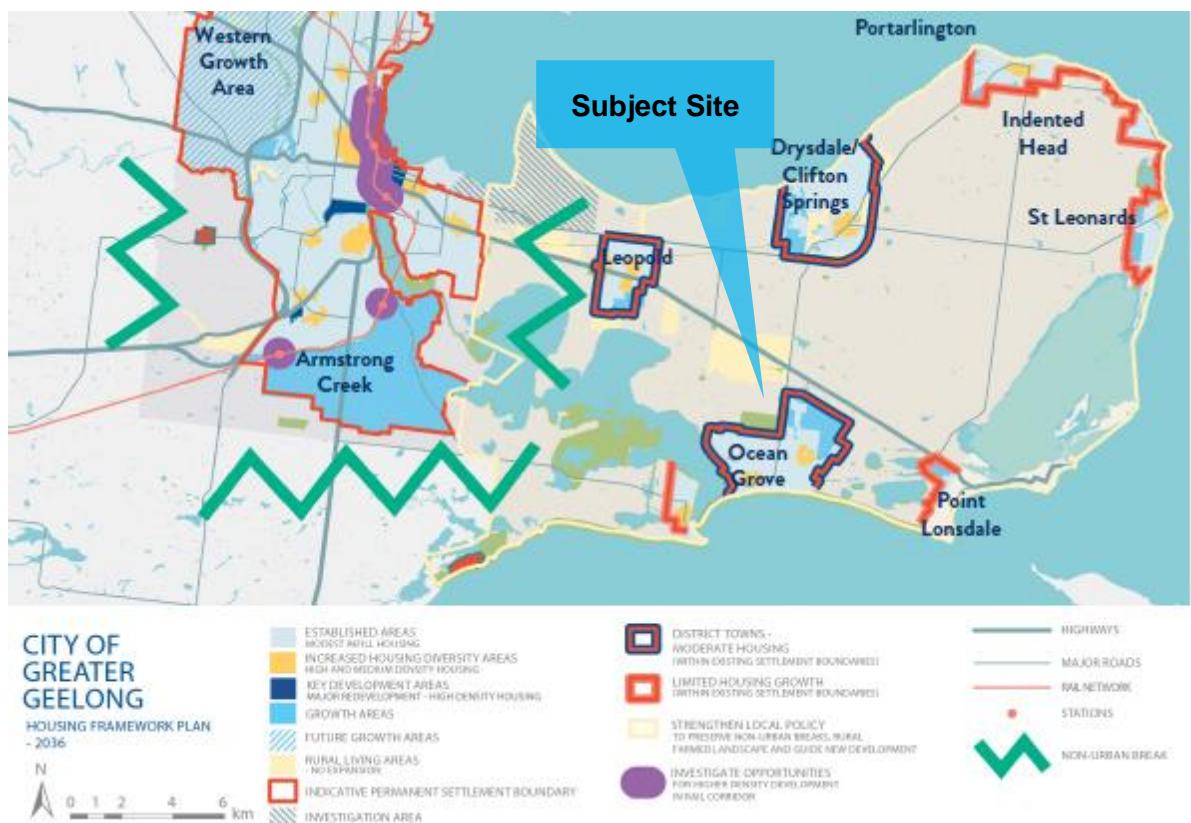 Portarlington
Western
Growth
Area
Subject Site
Indented
Head
Drysdale/
Clifton
Springs
St Leonards
Leopold
Armstrong
Creek
Ocean
Grove
Point
Lonsdale
CITY OF
GREATER
GEELONG
HOUSING FRAMEWORK PLAN
- 2036
N
0 1 2 4 6
km
ESTABLISHED AREAS
MODEST INFILL HOUSING
INCREASED HOUSING DIVERSITY AREAS
HIGH AND MEDIUM DENSITY HOUSING
KEY DEVELOPMENT AREAS
MAJOR REDEVELOPMENT - HIGH DENSITY HOUSING
GROWTH AREAS
FUTURE GROWTH AREAS
RURAL LIVING AREAS
- NO EXPANSION
INDICATIVE PERMANENT SETTLEMENT BOUNDARY
INVESTIGATION AREA
DISTRICT TOWNS -
MODERATE HOUSING
(WITHIN EXISTING SETTLEMENT BOUNDARIES)
LIMITED HOUSING GROWTH
(WITHIN EXISTING SETTLEMENT BOUNDARIES)
STRENGTHEN LOCAL POLICY
TO PRESERVE NON-URBAN BREAKS, RURAL
FARMED LANDSCAPE AND GUIDE NEW DEVELOPMENT
INVESTIGATE OPPORTUNITIES
FOR HIGHER DENSITY DEVELOPMENT
IN RAIL CORRIDOR
HIGHWAYS
MAJOR ROADS
RAIL NETWORK
STATIONS
NON-URBAN BREAK